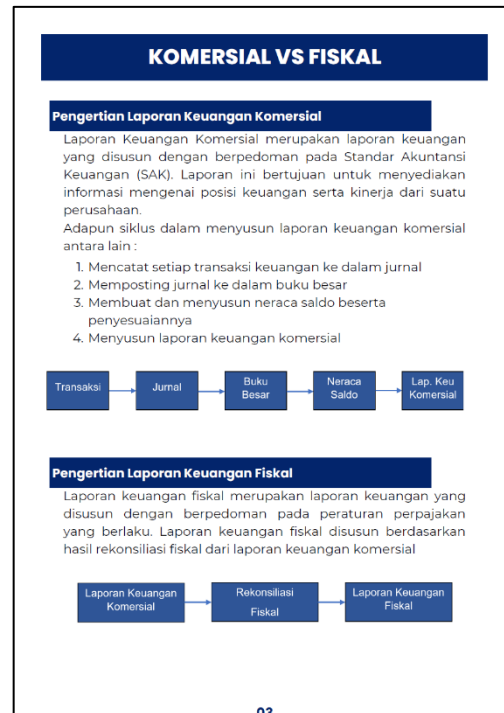 KOMERSIAL VS FISKAL
Pengertian Laporan Keuangan Komersial
Laporan Keuangan Komersial merupakan laporan keuangan
yang disusun dengan berpedoman pada Standar Akuntansi
Keuangan (SAK). Laporan ini bertujuan untuk menyediakan
informasi mengenai posisi keuangan serta kinerja dari suatu
perusahaan.
Adapun siklus dalam menyusun laporan keuangan komersial
antara lain :
1. Mencatat setiap transaksi keuangan ke dalam jurnal
2. Memposting jurnal ke dalam buku besar
3. Membuat dan menyusun neraca saldo beserta
penyesuaiannya
4. Menyusun laporan keuangan komersial
Transaksi
Jurnal
Buku
Besar
Neraca
Saldo
Lap. Keu
Komersial
Pengertian Laporan Keuangan Fiskal
Laporan keuangan fiskal merupakan laporan keuangan yang
disusun dengan berpedoman pada peraturan perpajakan
yang berlaku. Laporan keuangan fiskal disusun berdasarkan
hasil rekonsiliasi fiskal dari laporan keuangan komersial
Laporan Keuangan
Komersial
Rekonsiliasi
Fiskal
Laporan Keuangan
Fiskal
03